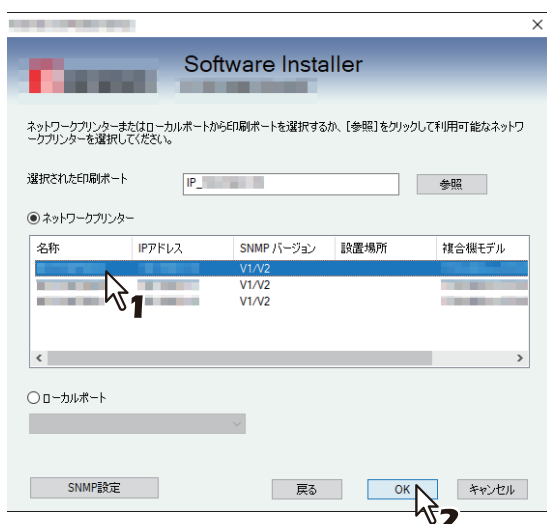 Software Installer
ネットワークプリンターまたはローカルポートから印刷ポートを選択するか、[参照]をクリックして利用可能なネットワ
ークプリンターを選択してください。
選択された印刷ポート IP_ 参照
ネットワークプリンター
名称 IPアドレス SNMP バージョン 設置場所 複合機モデル
V1/V2
V1/V2
V1/V2
1
ローカルポート
SNMP設定 戻る OK キャンセル
2